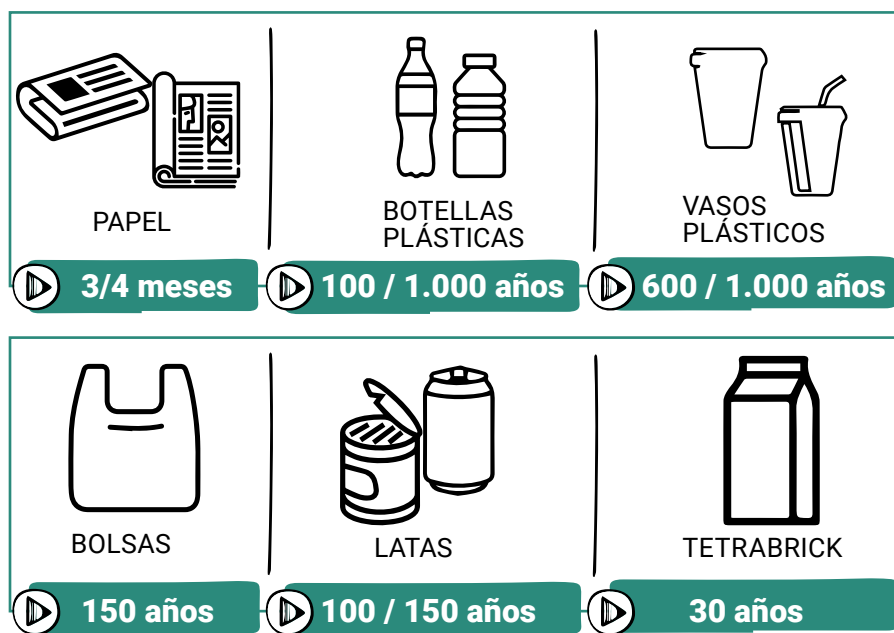 PAPEL
BOTELLAS
PLÁSTICAS
VASOS
PLÁSTICOS
3/4 meses
100 / 1.000 años
600 / 1.000 años
BOLSAS
LATAS
TETRABRICK
150 años
100 / 150 años
30 años